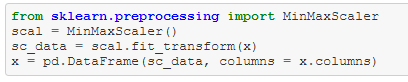 from sklearn.preprocessing import MinMaxScaler
scal = MinMaxScaler()
sc_data = scal.fit_transform(x)
x = pd.DataFrame(sc_data, columns = x.columns)